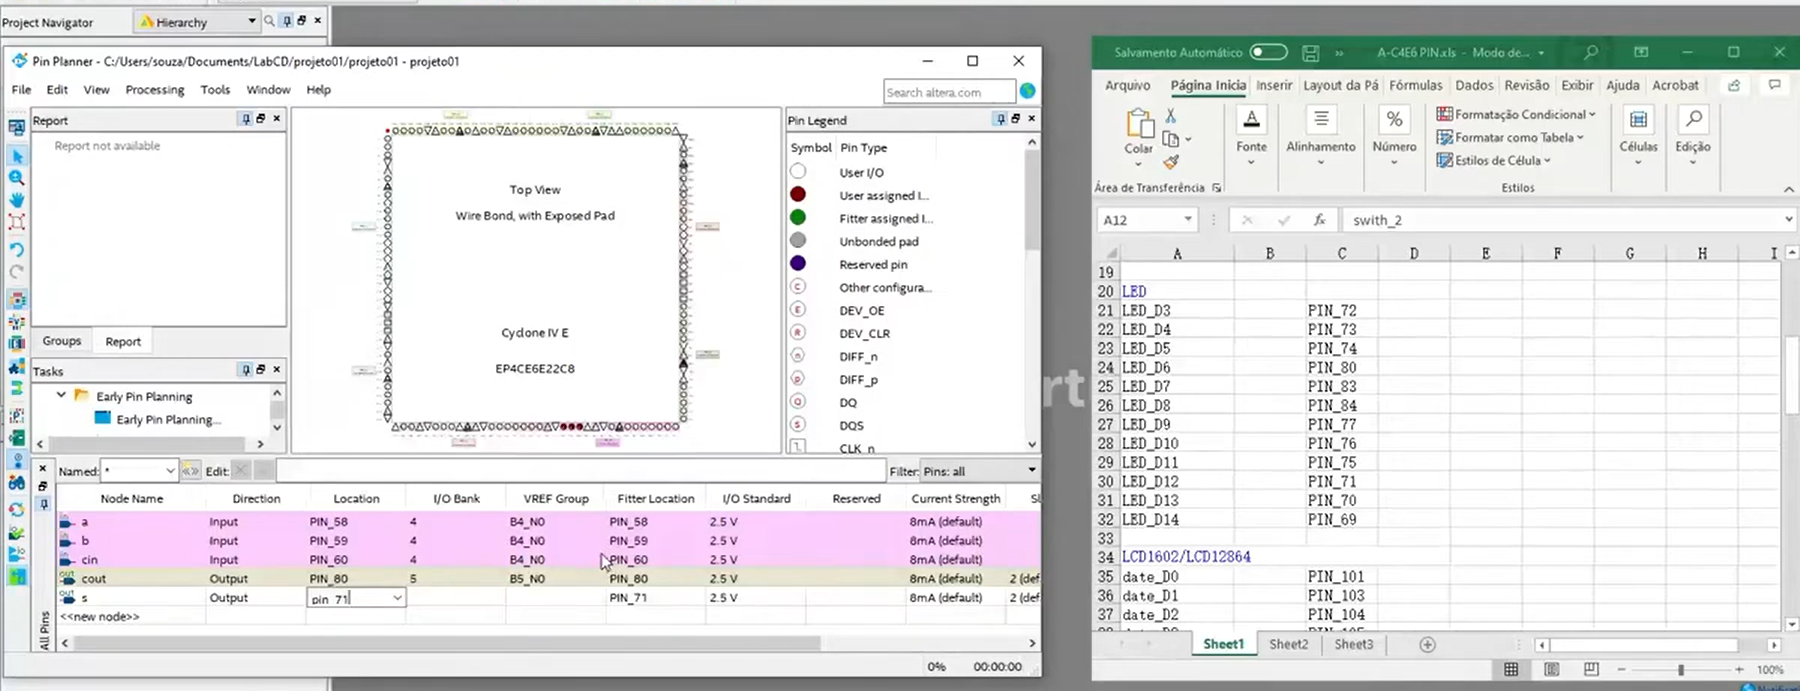 Project Navigator
Hierarchy
Pin Planner - C:/Users/souza/Documents/LabCD/projeto01/projeto01 - projeto01
File Edit View Processing Tools Window Help
Search altera.com
Report
Report not available
Groups Report
Tasks
Early Pin Planning
Early Pin Planning...
Top View
Wire Bond, with Exposed Pad
Cyclone IV E
EP4CE6E22C8
Pin Legend
Symbol Pin Type
User I/O
User assigned I...
Fitter assigned I...
Unbonded pad
Reserved pin
Other configura...
DEV_OE
DEV_CLR
DIFF_n
DIFF_p
DQ
DQS
CLK_n
Named: * Edit: Filter: Pins: all
Node Name Direction Location I/O Bank VREF Group Fitter Location I/O Standard Reserved Current Strength
a Input PIN_58 4 B4_N0 PIN_58 2.5 V 8mA (default)
b Input PIN_59 4 B4_N0 PIN_59 2.5 V 8mA (default)
cin Input PIN_60 4 B4_N0 PIN_60 2.5 V 8mA (default)
cout Output PIN_80 5 B5_N0 PIN_80 2.5 V 8mA (default) 2 (def
s Output pin_71 PIN_71 2.5 V 8mA (default) 2 (def
<<new node>>
All Pins
0% 00:00:00
rt
Salvamento Automático A-C4E6 PIN.xls - Modo de...
Arquivo Página Inicia Inserir Layout da Pá Fórmulas Dados Revisão Exibir Ajuda Acrobat
Colar
Fonte
Alinhamento
Número
Formatação Condicional
Formatar como Tabela
Estilos de Célula
Células
Edição
Área de Transferência
Estilos
A12 fx swith_2
A B C D E F G H I
19
20 LED
21 LED_D3 PIN_72
22 LED_D4 PIN_73
23 LED_D5 PIN_74
24 LED_D6 PIN_80
25 LED_D7 PIN_83
26 LED_D8 PIN_84
27 LED_D9 PIN_77
28 LED_D10 PIN_76
29 LED_D11 PIN_75
30 LED_D12 PIN_71
31 LED_D13 PIN_70
32 LED_D14 PIN_69
33
34 LCD1602/LCD12864
35 date_D0 PIN_101
36 date_D1 PIN_103
37 date_D2 PIN_104
Sheet1 Sheet2 Sheet3
100%